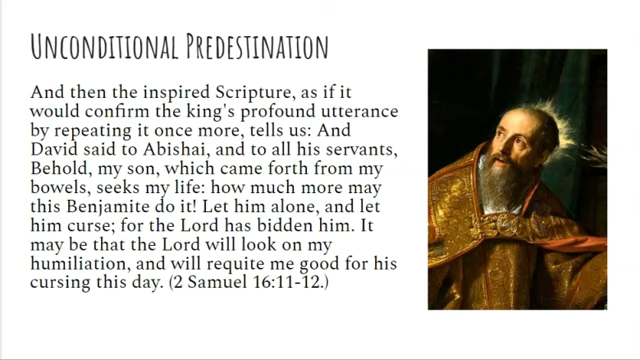 Unconditional Predestination
And then the inspired Scripture, as if it
would confirm the king's profound utterance
by repeating it once more, tells us: And
David said to Abishai, and to all his servants,
Behold, my son, which came forth from my
bowels, seeks my life: how much more may
this Benjamite do it! Let him alone, and let
him curse; for the Lord has bidden him. It
may be that the Lord will look on my
humiliation, and will requite me good for his
cursing this day. (2 Samuel 16:11-12.)